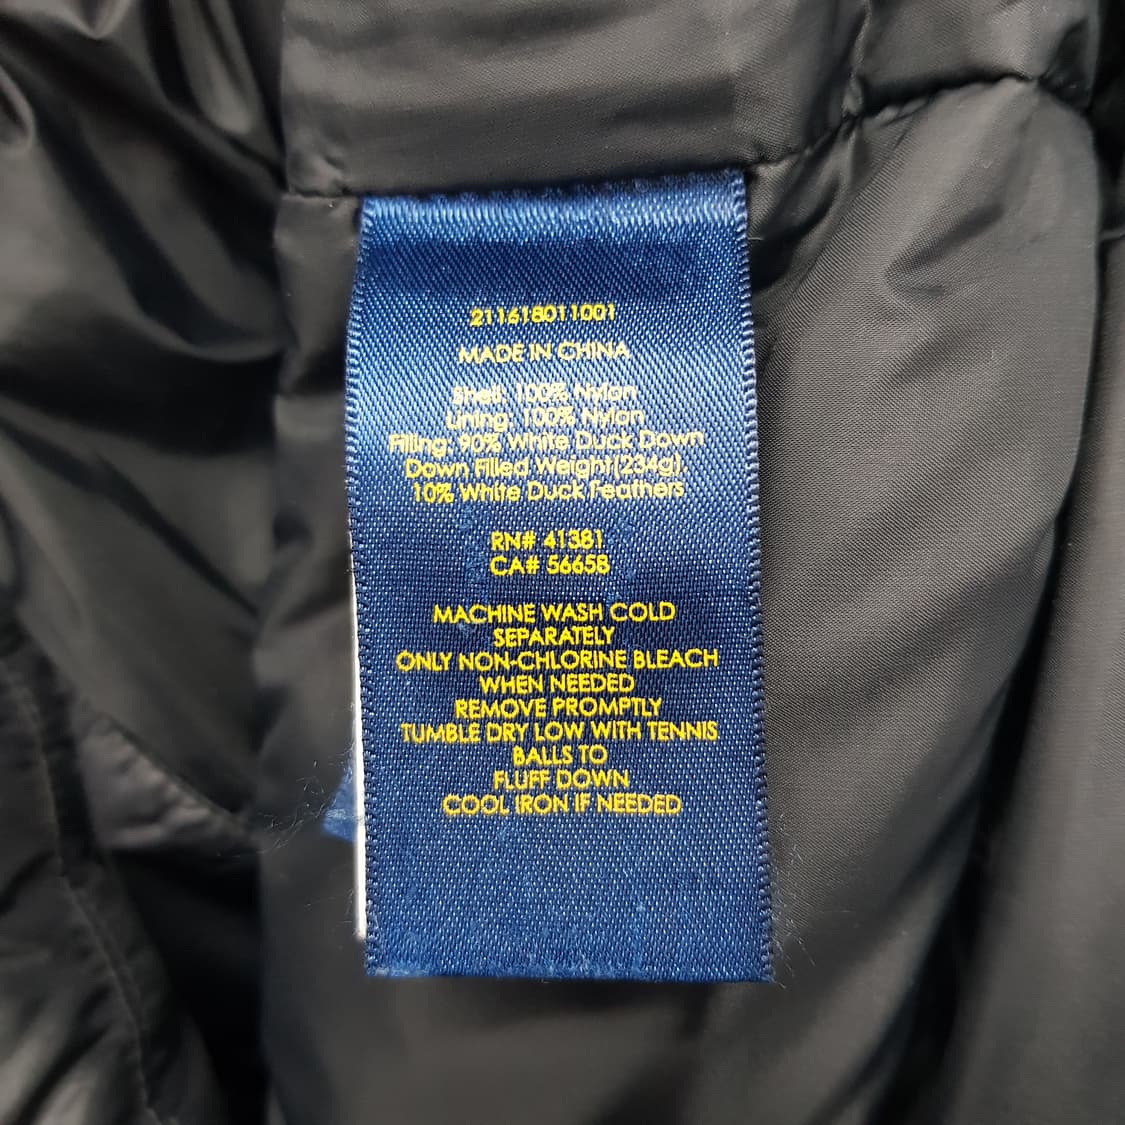 211618011001
MADE IN CHINA
Shell: 100% Nylon
Lining: 100% Nylon
Filling: 90% White Duck Down
Down Filled Weight(234g),
10% White Duck Feathers
RN# 41381
CA# 56658
MACHINE WASH COLD
SEPARATELY
ONLY NON-CHLORINE BLEACH
WHEN NEEDED
REMOVE PROMPTLY
TUMBLE DRY LOW WITH TENNIS
BALLS TO
FLUFF DOWN
COOL IRON IF NEEDED